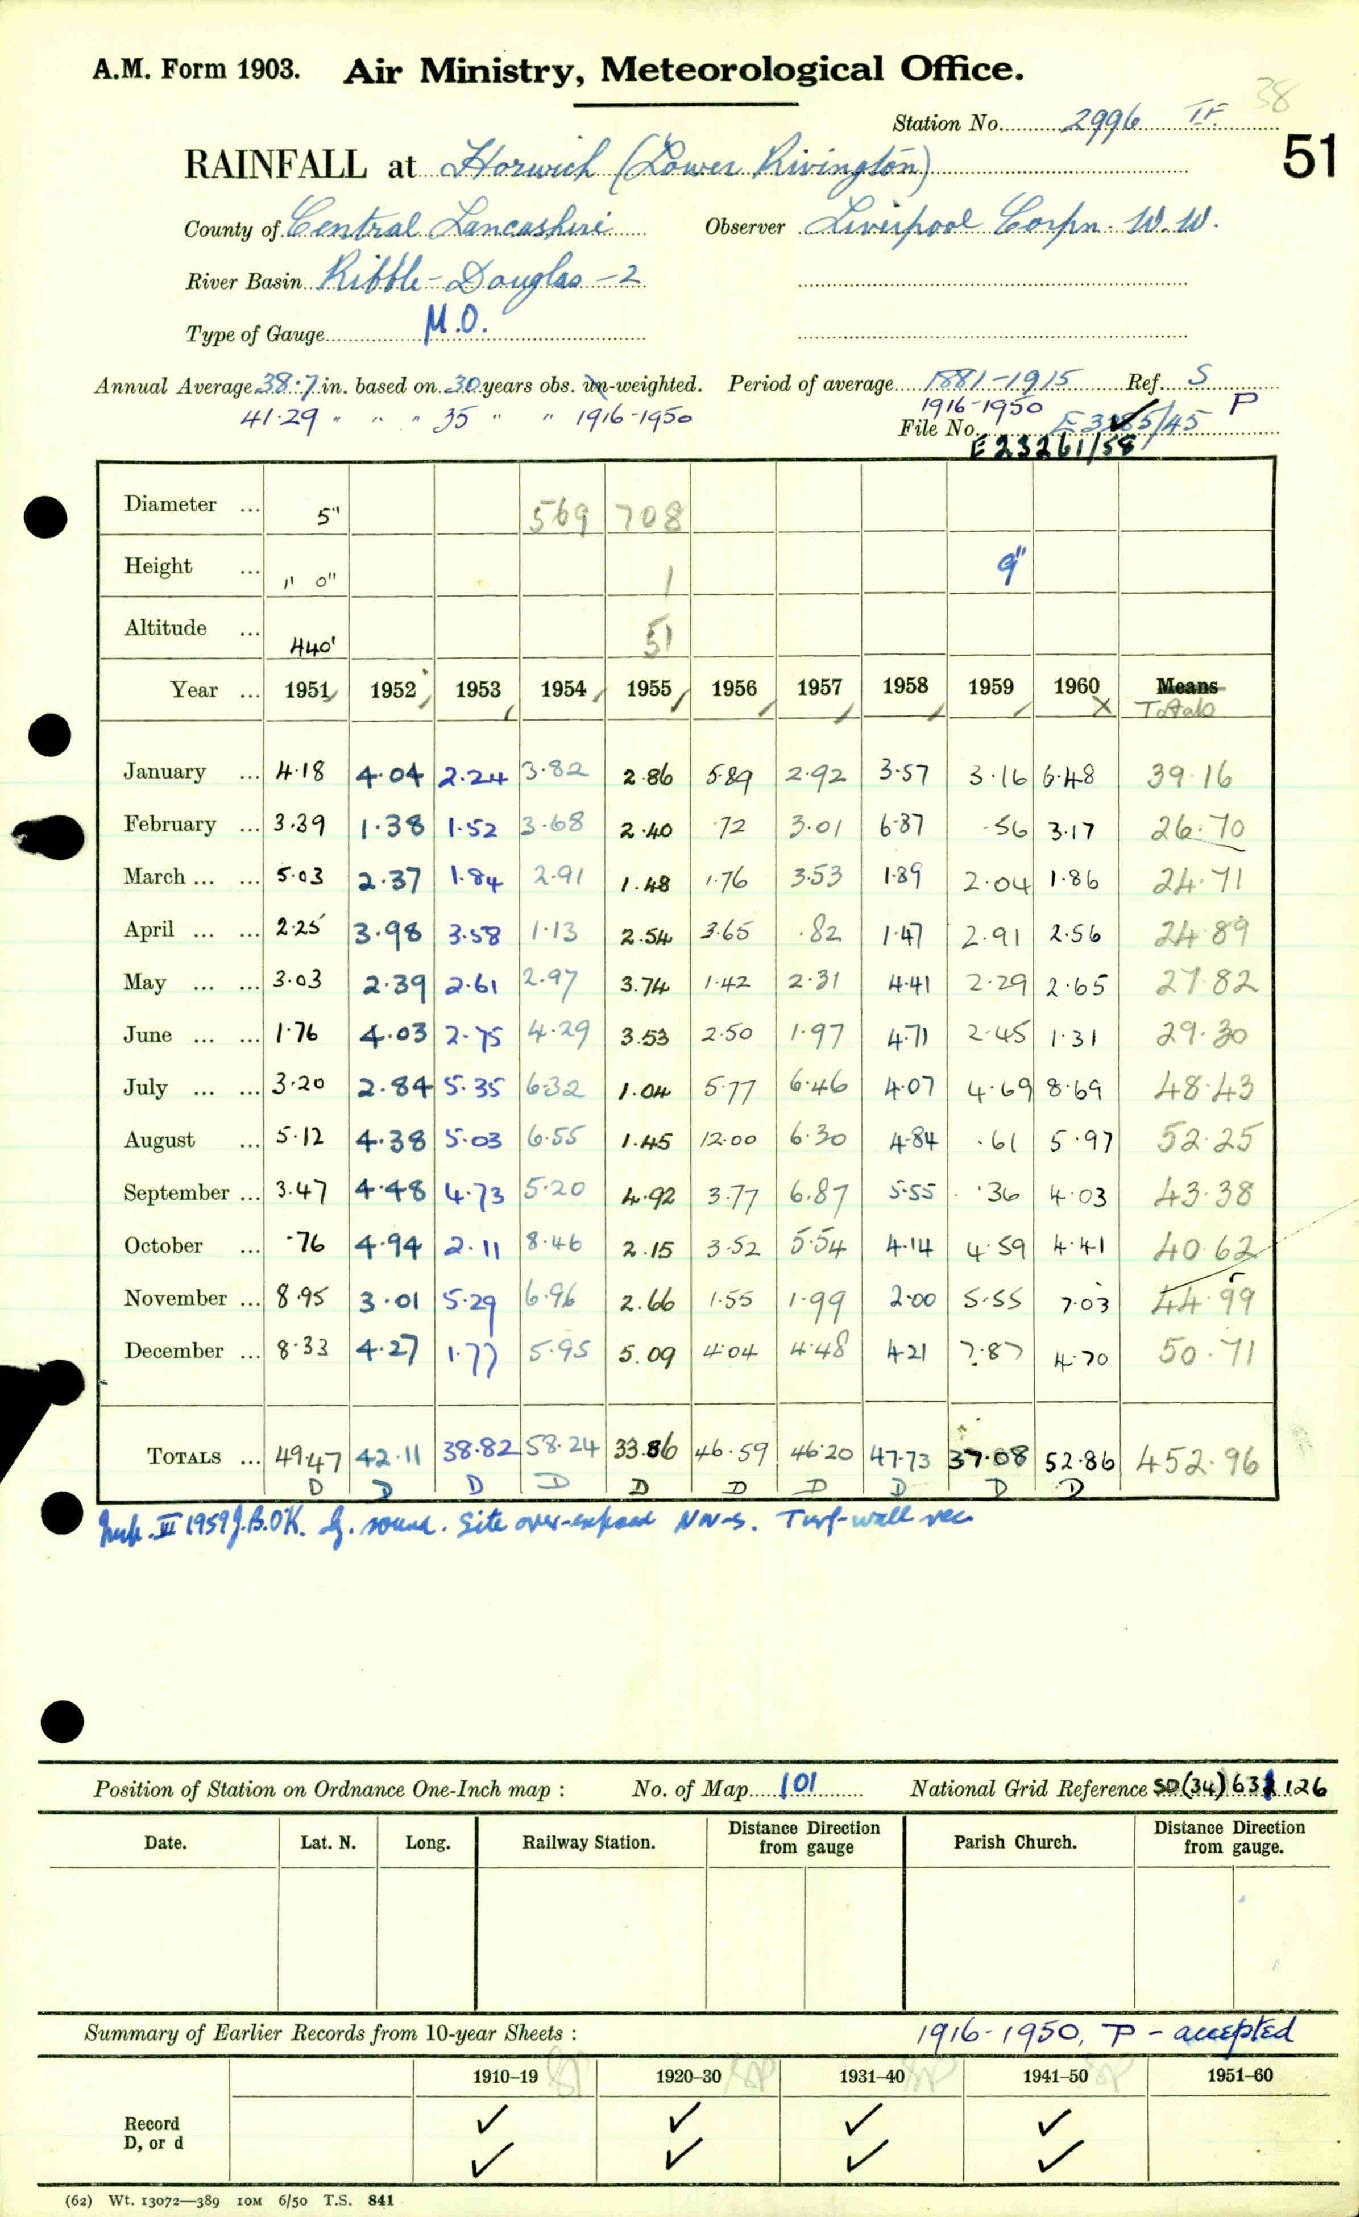 A.M. Form 1903. Air Ministry, Meteorological Office.
38
Station No. 2996 I.F.
51
RAINFALL at Horwich (Lower Rivington)
County of Central Lancashire Observer Liverpool Corpn. W.W.
River Basin Ribble-Douglas-2
Type of Gauge M.O.
Annual Average 38.7 in. based on 30 years obs. un-weighted. Period of average 1881-1915 Ref. S
41.29 " " " 35 " " 1916-1950 1916-1950 P
File No. E3285/45
E23261/58
Diameter ... 5" 569 708
Height ... 1' 0" 1 9"
Altitude ... 440' 51
Year ... 1951 1952 1953 1954 1955 1956 1957 1958 1959 1960 Means
Totals
January ... 4.18 4.04 2.24 3.82 2.86 5.89 2.92 3.57 3.16 6.48 39.16
February ... 3.39 1.38 1.52 3.68 2.40 .72 3.01 6.87 .56 3.17 26.70
March ... ... 5.03 2.37 1.84 2.91 1.48 1.76 3.53 1.89 2.04 1.86 24.71
April ... ... 2.25 3.98 3.58 1.13 2.54 3.65 .82 1.47 2.91 2.56 24.89
May ... ... 3.03 2.39 2.61 2.97 3.74 1.42 2.31 4.41 2.29 2.65 27.82
June ... ... 1.76 4.03 2.75 4.29 3.53 2.50 1.97 4.71 2.45 1.31 29.30
July ... ... 3.20 2.84 5.35 6.32 1.04 5.77 6.46 4.07 4.69 8.69 48.43
August ... 5.12 4.38 5.03 6.55 1.45 12.00 6.30 4.84 .61 5.97 52.25
September ... 3.47 4.48 4.73 5.20 4.92 3.77 6.87 5.55 .36 4.03 43.38
October ... .76 4.94 2.11 8.46 2.15 3.52 5.54 4.14 4.59 4.41 40.62
November ... 8.95 3.01 5.29 6.96 2.66 1.55 1.99 2.00 5.55 7.03 44.99
December ... 8.33 4.27 1.77 5.95 5.09 4.04 4.48 4.21 7.87 4.70 50.71
TOTALS ... 49.47 42.11 38.82 58.24 33.86 46.59 46.20 47.73 37.08 52.86 452.96
D D D D D D D D D D
Insp. III 1959 J.B.OK. G. sound. Site over-exposed NW-S. Turf-wall rec.
Position of Station on Ordnance One-Inch map : No. of Map 101 National Grid Reference SD(34) 631 126
Date. Lat. N. Long. Railway Station. Distance Direction from gauge Parish Church. Distance Direction from gauge.
Summary of Earlier Records from 10-year Sheets : 1916-1950, P - accepted
1910–19 1920–30 1931–40 1941–50 1951–60
Record ✓ ✓ ✓ ✓
D, or d ✓ ✓ ✓ ✓
(62) Wt. 13072—389 10M 6/50 T.S. 841